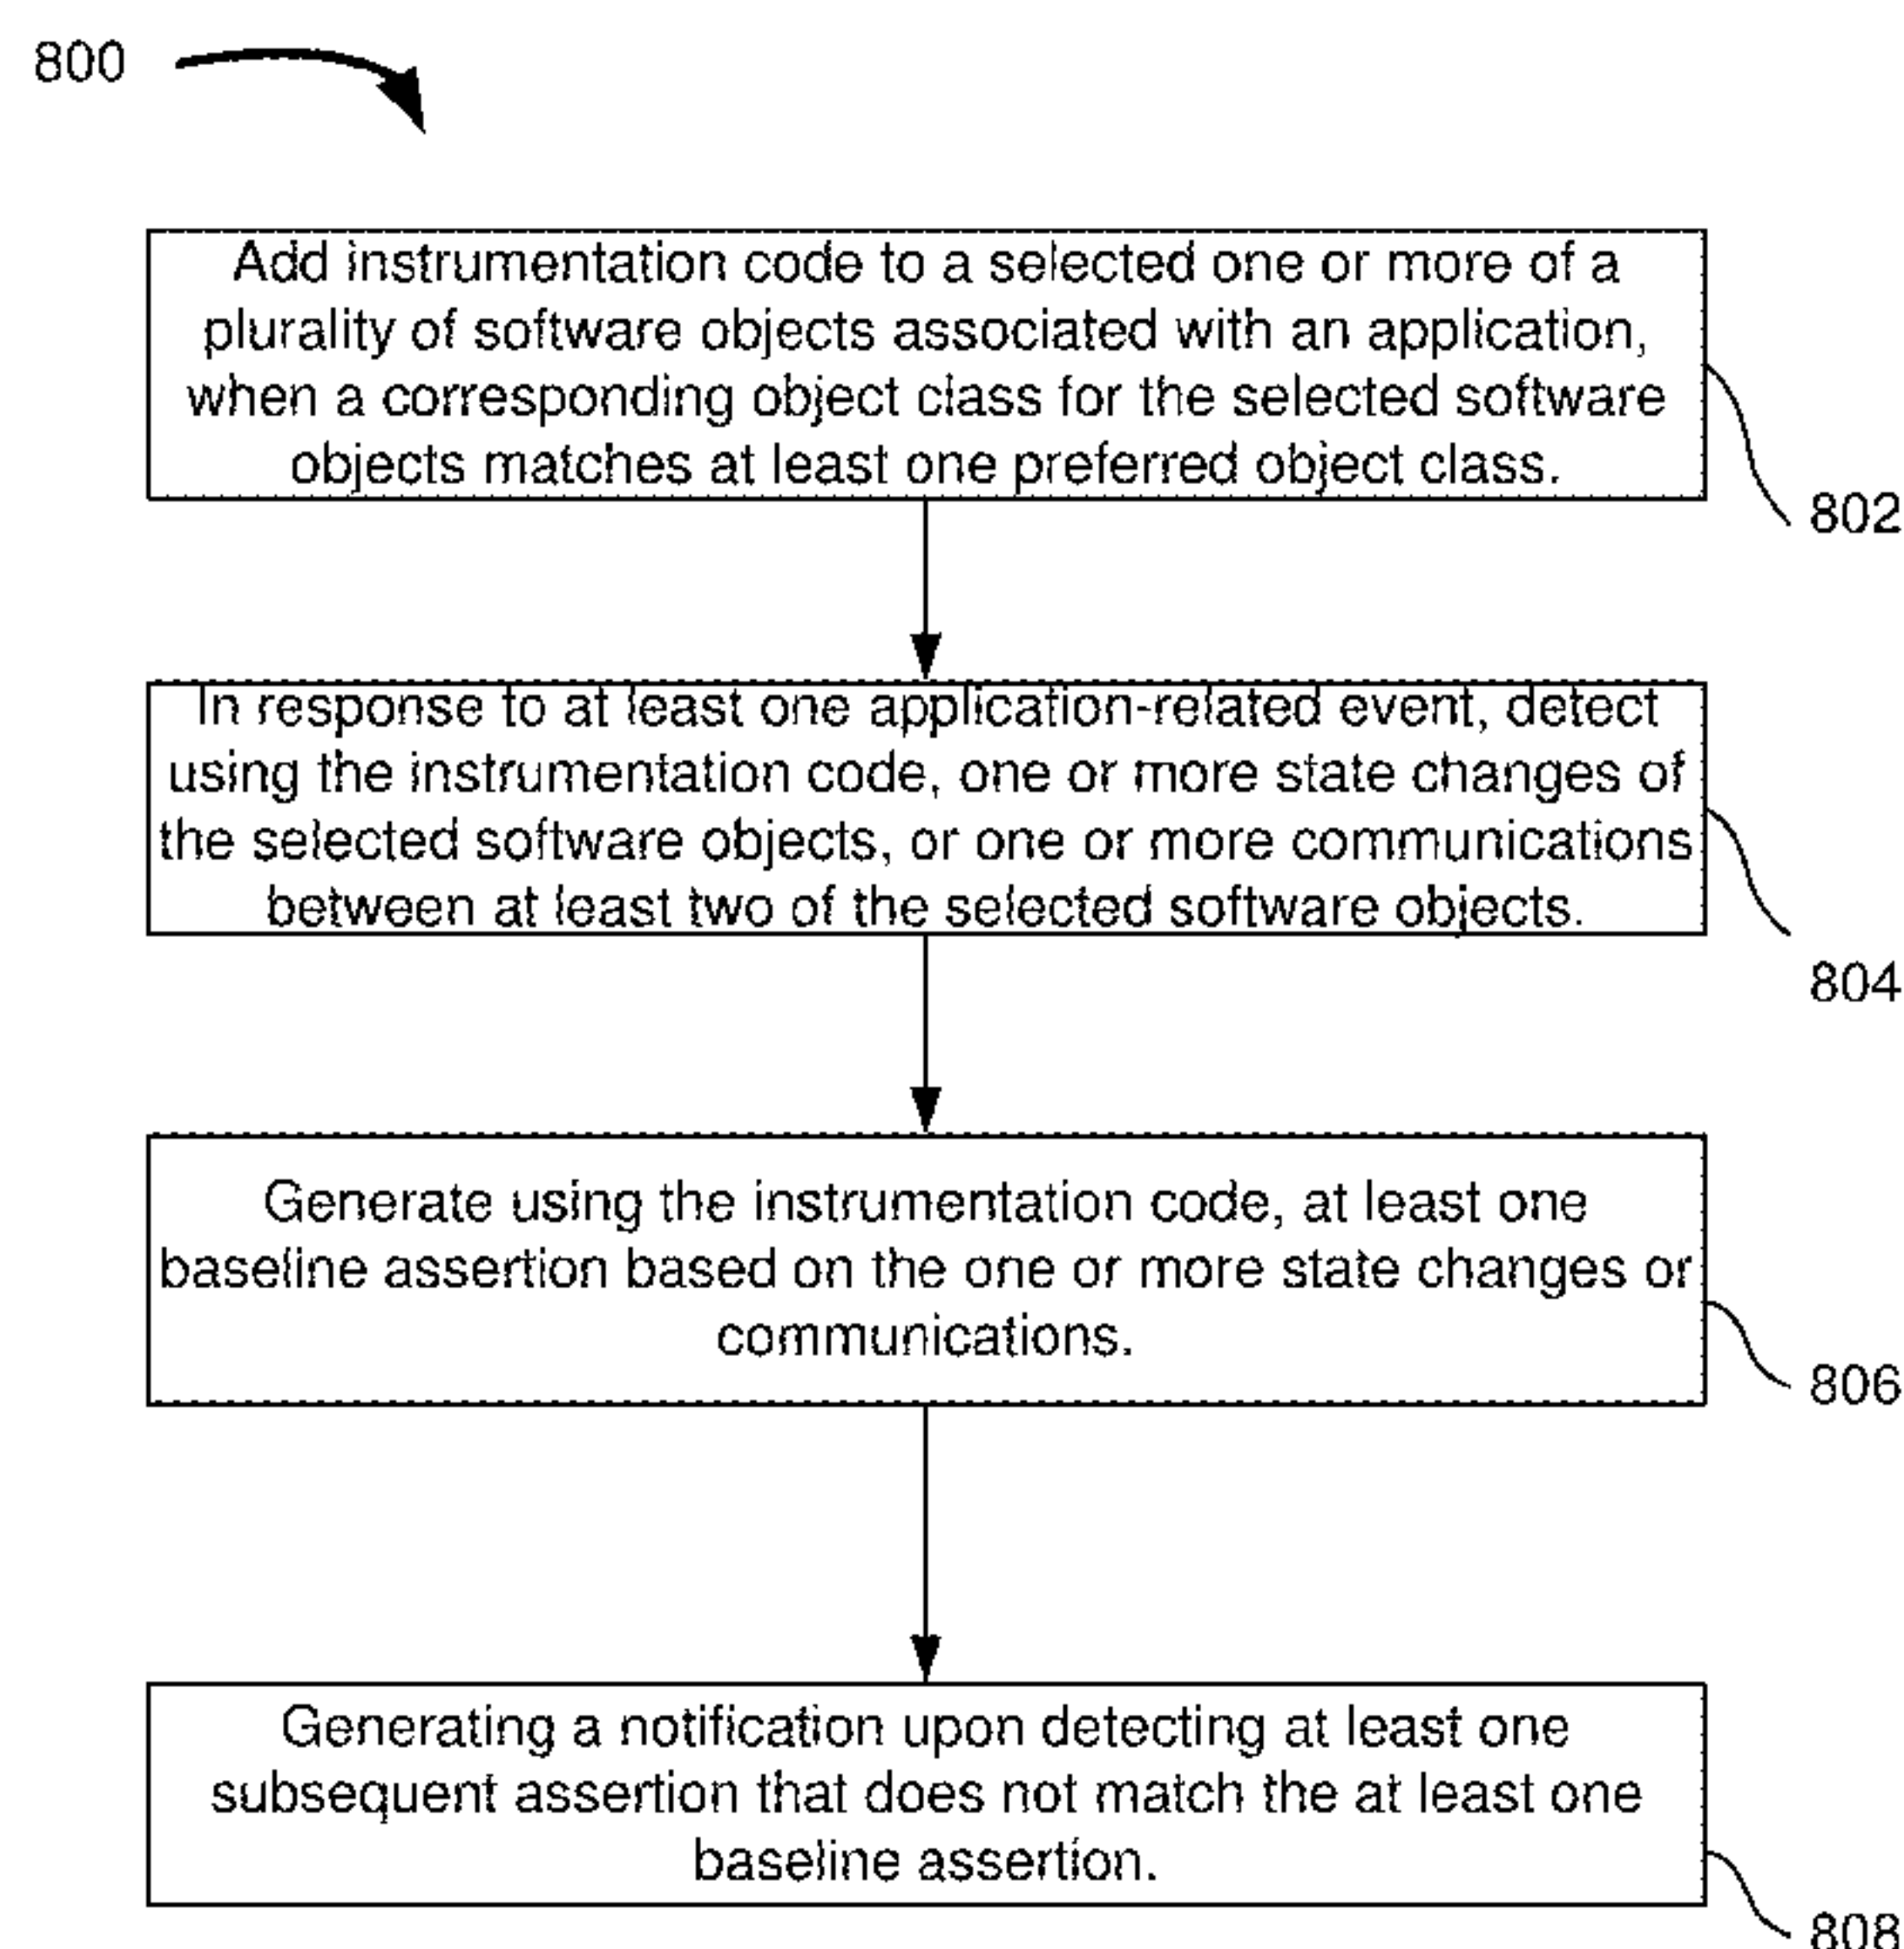 800
Add instrumentation code to a selected one or more of a
plurality of software objects associated with an application,
when a corresponding object class for the selected software
objects matches at least one preferred object class.
802
In response to at least one application-related event, detect
using the instrumentation code, one or more state changes of
the selected software objects, or one or more communications
between at least two of the selected software objects.
804
Generate using the instrumentation code, at least one
baseline assertion based on the one or more state changes or
communications.
806
Generating a notification upon detecting at least one
subsequent assertion that does not match the at least one
baseline assertion.
808